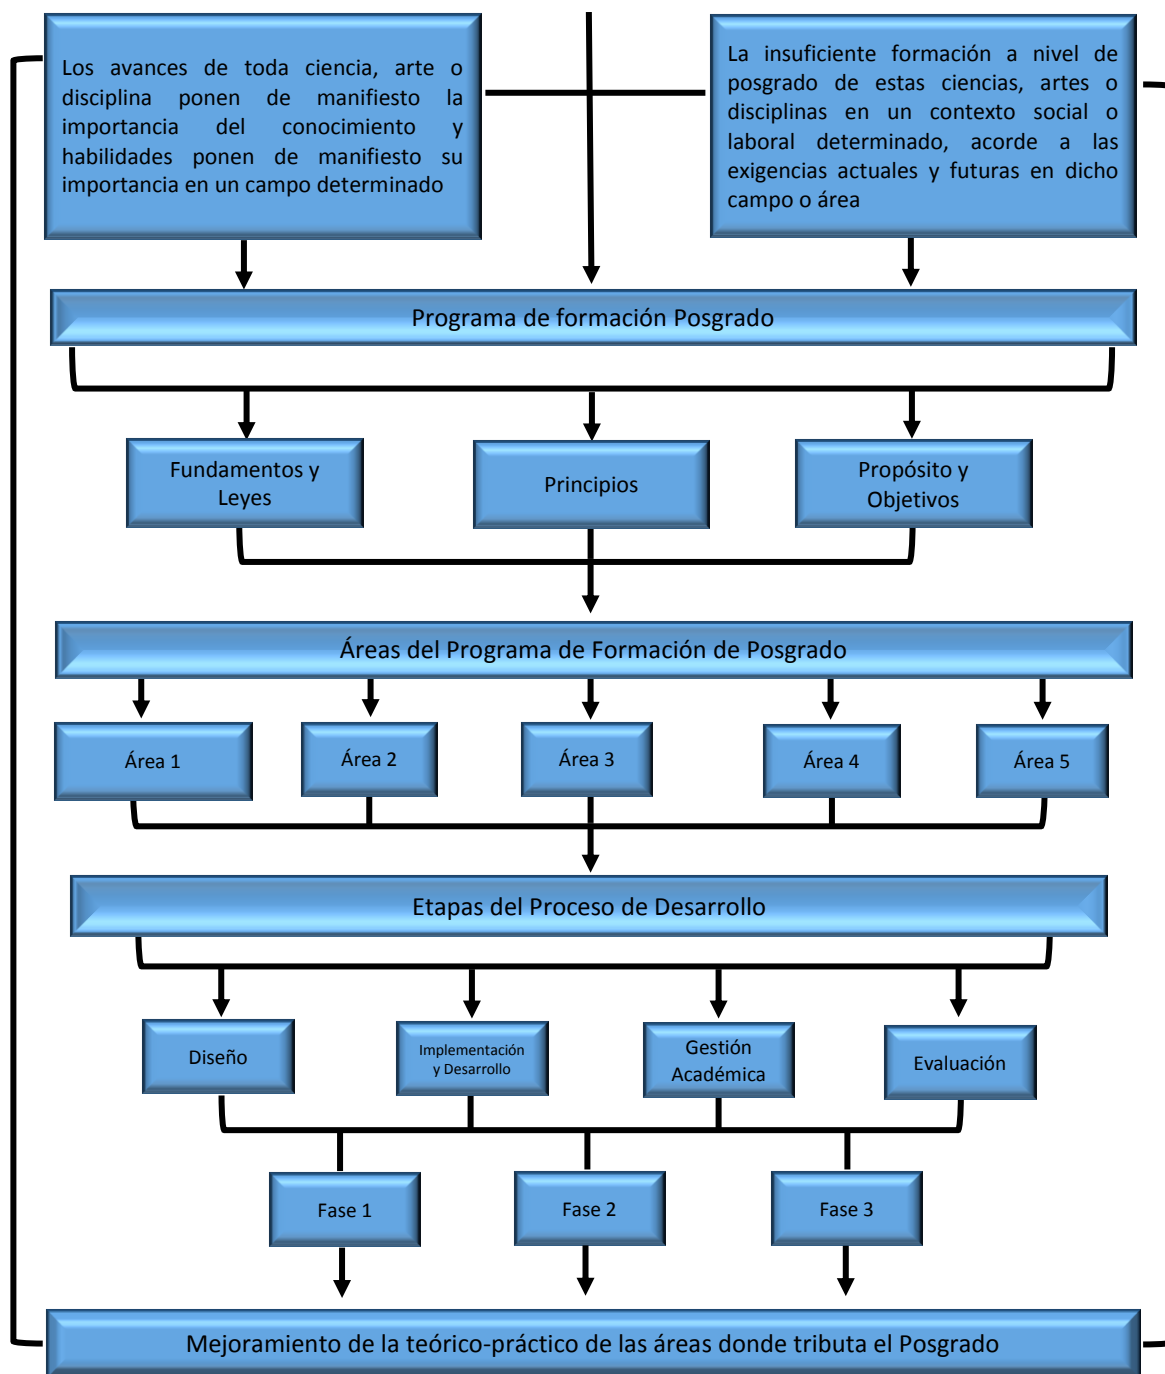 Los avances de toda ciencia, arte o
disciplina ponen de manifiesto la
importancia del conocimiento y
habilidades ponen de manifiesto su
importancia en un campo determinado
La insuficiente formación a nivel de
posgrado de estas ciencias, artes o
disciplinas en un contexto social o
laboral determinado, acorde a las
exigencias actuales y futuras en dicho
campo o área
Programa de formación Posgrado
Fundamentos y
Leyes
Principios
Propósito y
Objetivos
Áreas del Programa de Formación de Posgrado
Área 1
Área 2
Área 3
Área 4
Área 5
Etapas del Proceso de Desarrollo
Diseño
Implementación
y Desarrollo
Gestión
Académica
Evaluación
Fase 1
Fase 2
Fase 3
Mejoramiento de la teórico-práctico de las áreas donde tributa el Posgrado